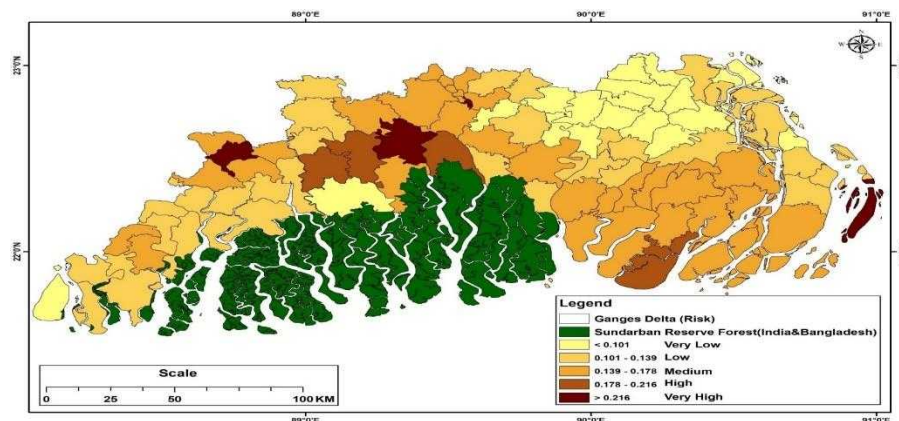 89°0'E 90°0'E 91°0'E
N
W E
S
23°0'N
22°0'N
Legend
Ganges Delta (Risk)
Sundarban Reserve Forest(India&Bangladesh)
< 0.101 Very Low
0.101 - 0.139 Low
0.139 - 0.178 Medium
0.178 - 0.216 High
> 0.216 Very High
Scale
0 25 50 100 KM
89°0'E 90°0'E 91°0'E